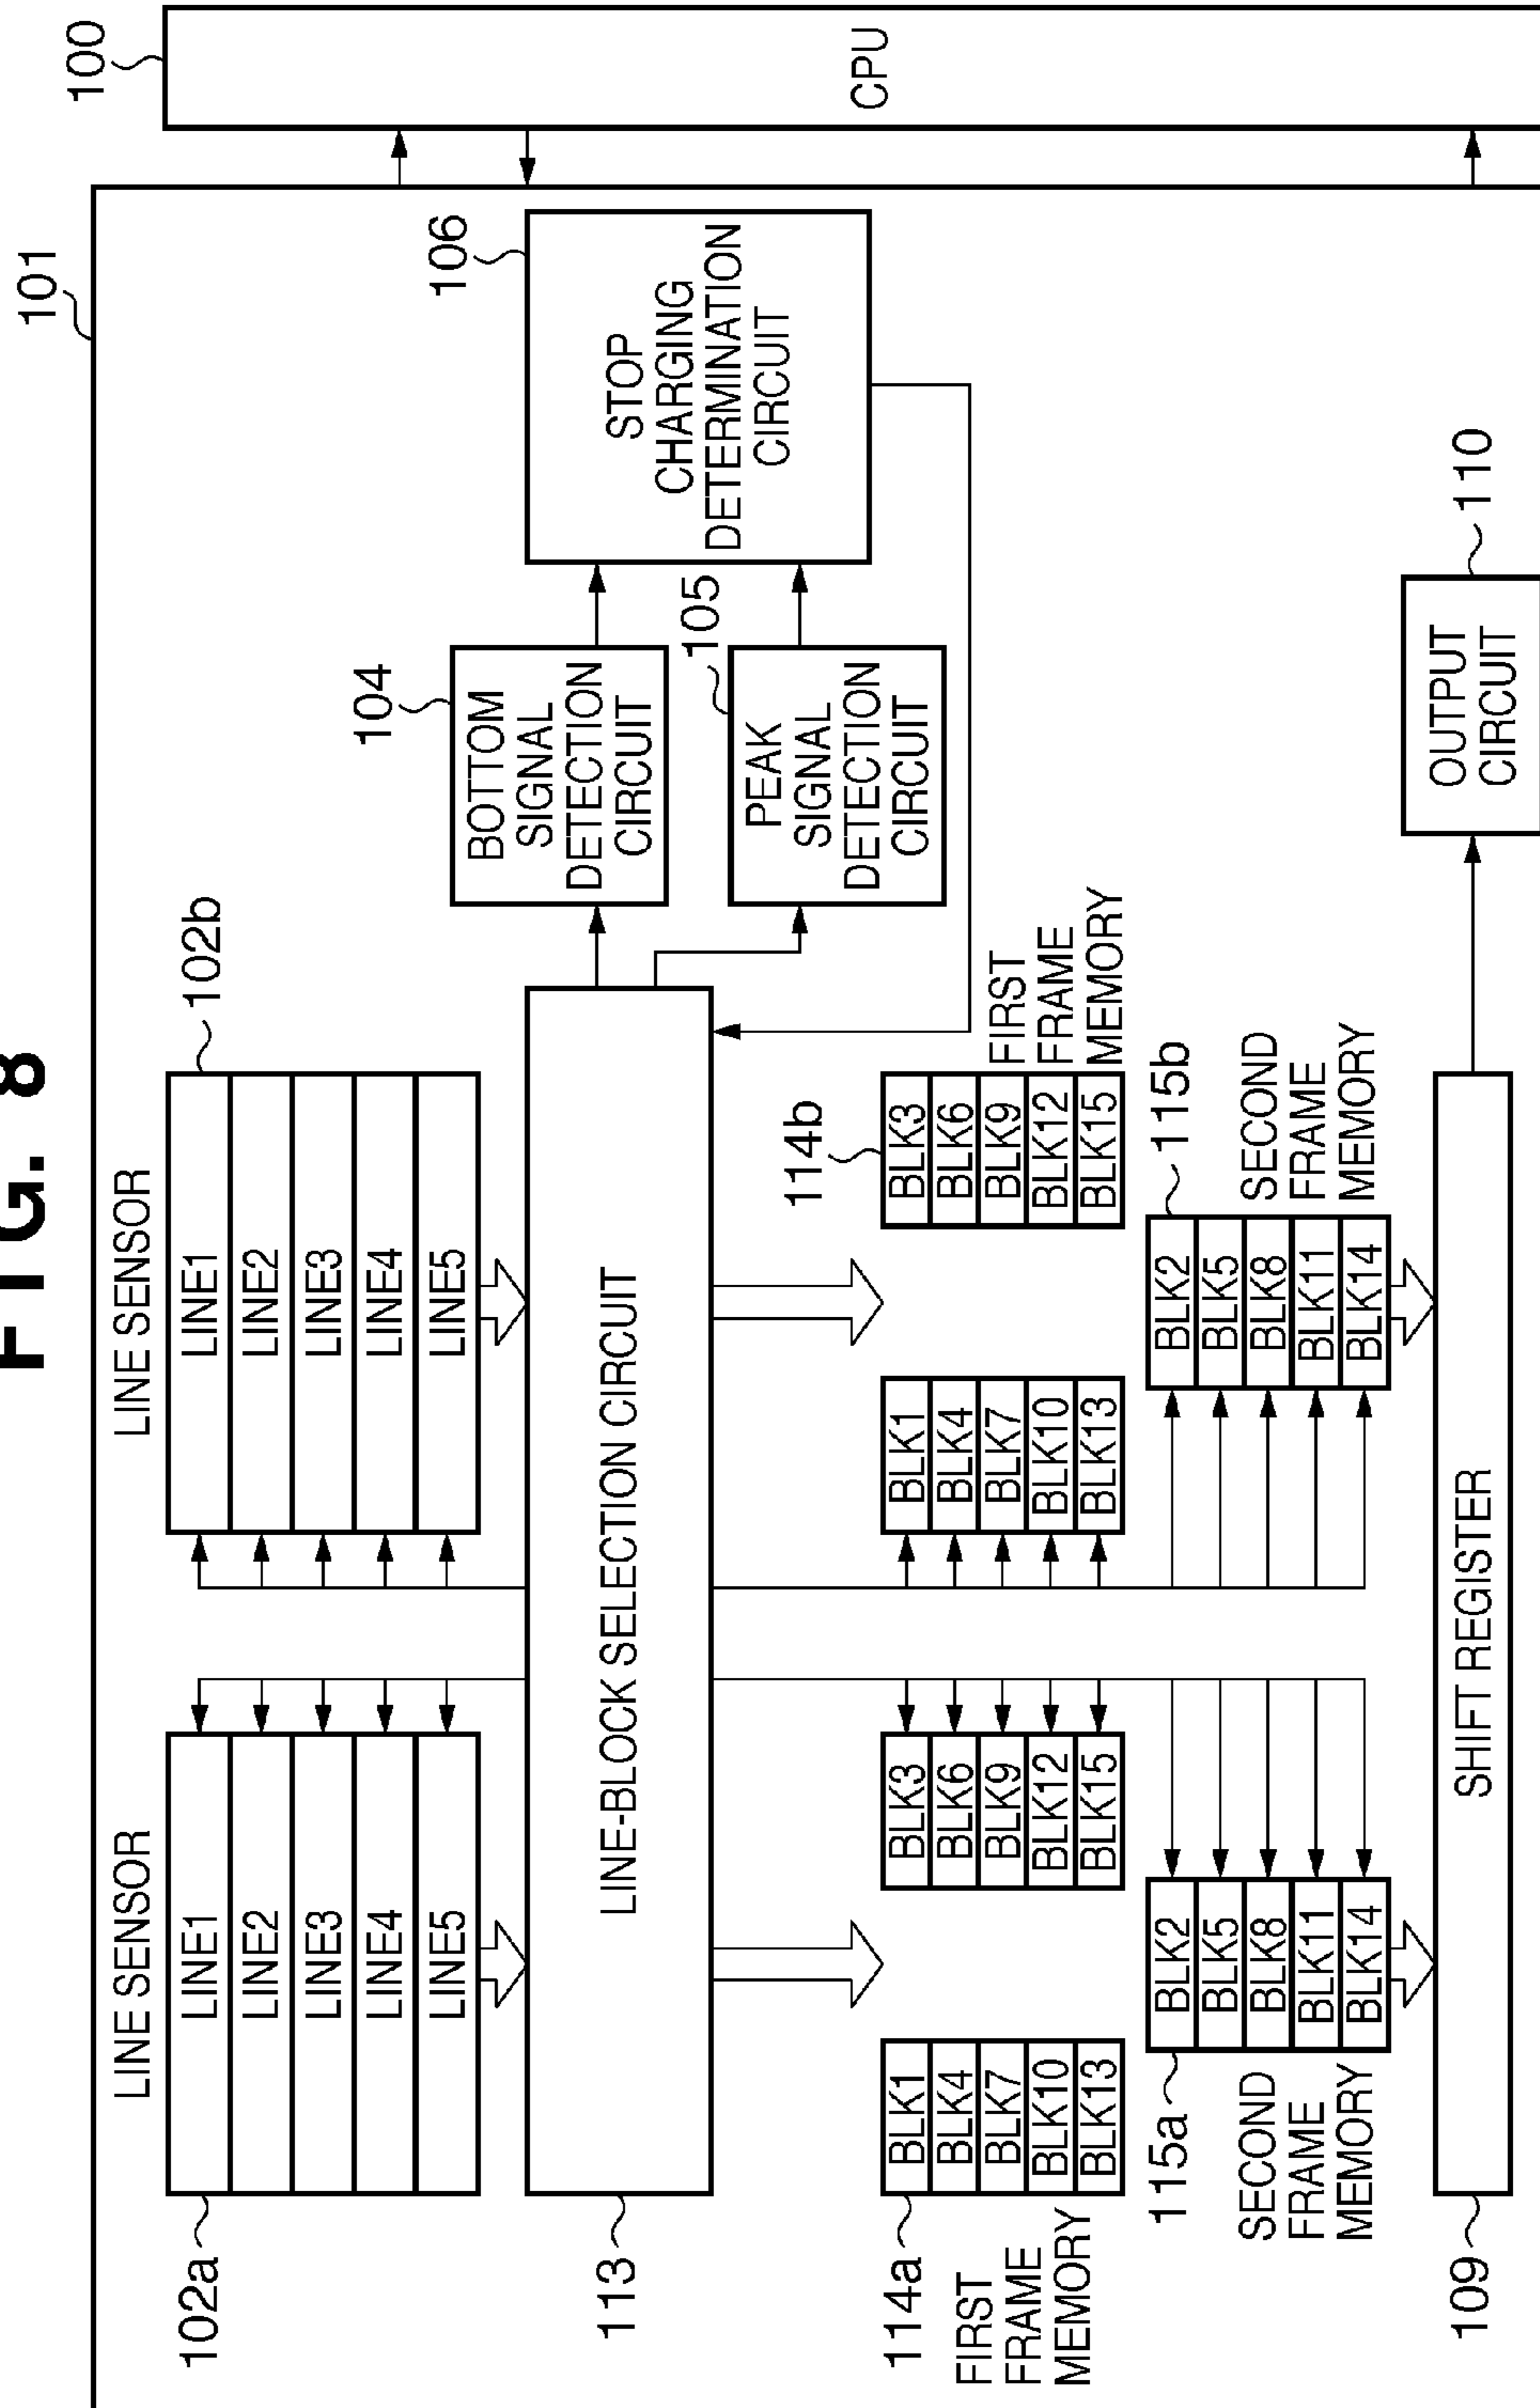 FIG. 8
101
100
LINE SENSOR
LINE SENSOR
102a
102b
LINE1
LINE2
LINE3
LINE4
LINE5
LINE1
LINE2
LINE3
LINE4
LINE5
104
106
BOTTOM
SIGNAL
DETECTION
CIRCUIT
105
PEAK
SIGNAL
DETECTION
CIRCUIT
STOP
CHARGING
DETERMINATION
CIRCUIT
CPU
113
LINE-BLOCK SELECTION CIRCUIT
114a
FIRST
FRAME
MEMORY
BLK1
BLK4
BLK7
BLK10
BLK13
BLK3
BLK6
BLK9
BLK12
BLK15
BLK1
BLK4
BLK7
BLK10
BLK13
114b
BLK3
BLK6
BLK9
BLK12
BLK15
FIRST
FRAME
MEMORY
115a
SECOND
FRAME
MEMORY
BLK2
BLK5
BLK8
BLK11
BLK14
BLK2
BLK5
BLK8
BLK11
BLK14
115b
SECOND
FRAME
MEMORY
109
SHIFT REGISTER
OUTPUT
CIRCUIT
110